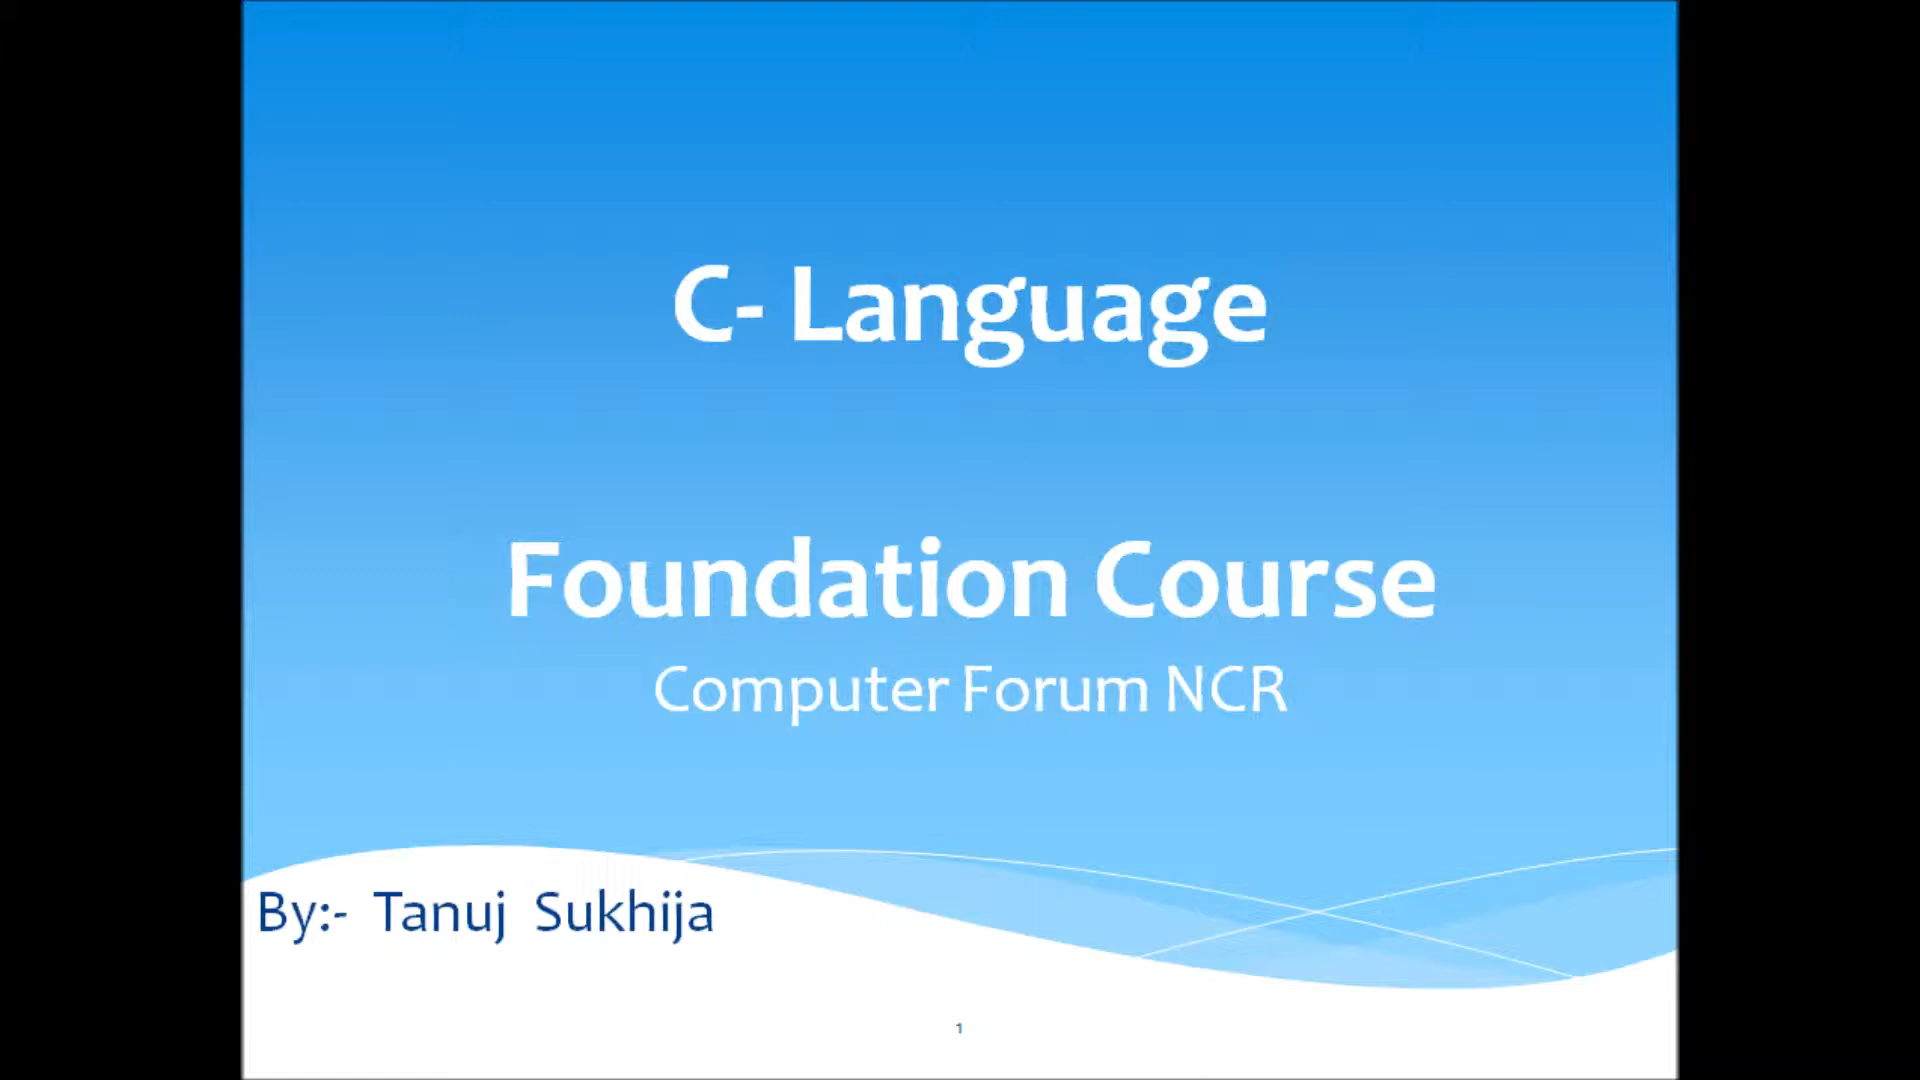 C- Language
Foundation Course
Computer Forum NCR
By:- Tanuj Sukhija
1